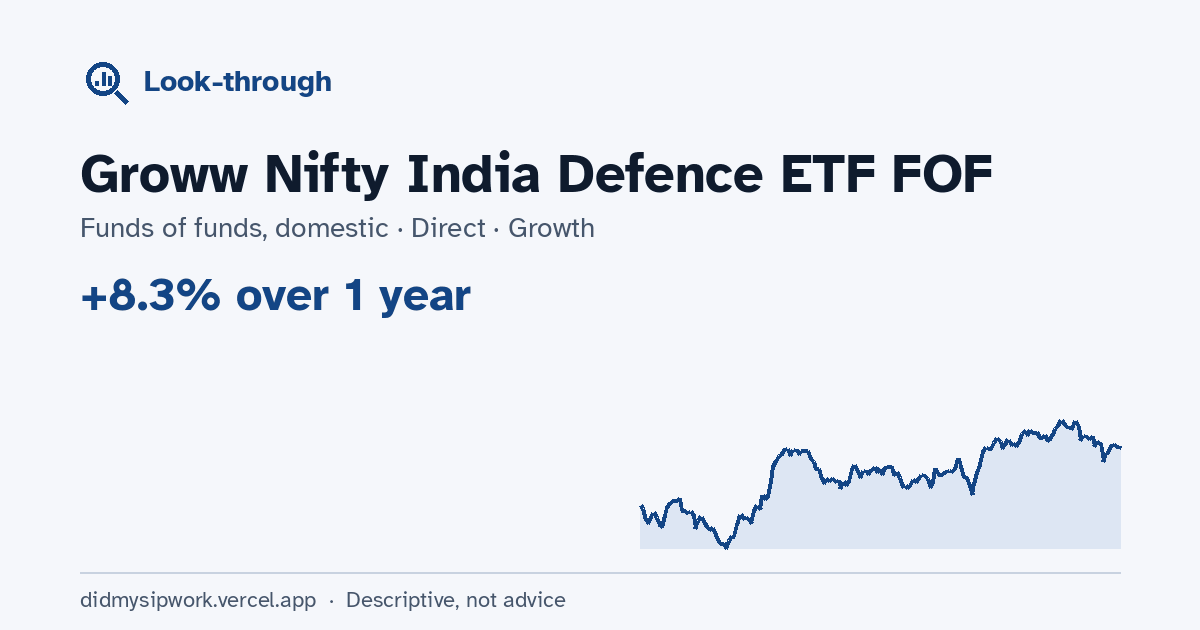 Look-through
Groww Nifty India Defence ETF FOF
Funds of funds, domestic · Direct · Growth
+8.3% over 1 year
didmysipwork.vercel.app · Descriptive, not advice